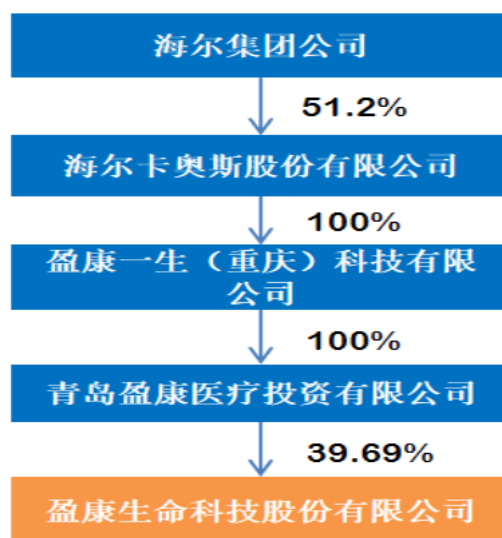 海尔集团公司
51.2%
海尔卡奥斯股份有限公司
100%
盈康一生（重庆）科技有限
公司
100%
青岛盈康医疗投资有限公司
39.69%
盈康生命科技股份有限公司